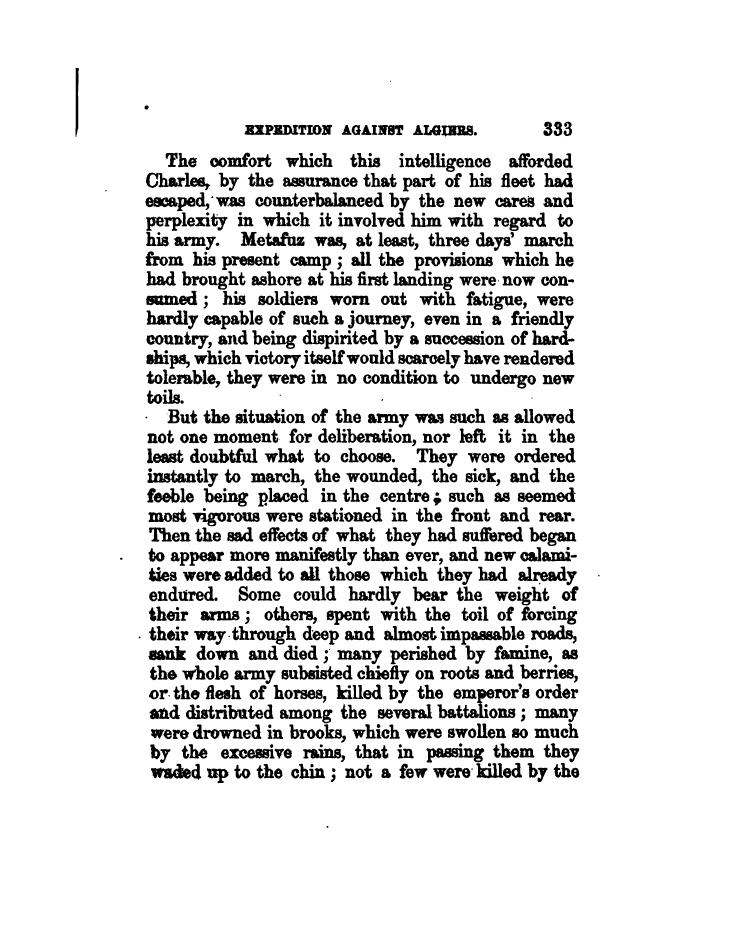 EXPEDITION AGAINST ALGIERS. 333
The comfort which this intelligence afforded
Charles, by the assurance that part of his fleet had
escaped, was counterbalanced by the new cares and
perplexity in which it involved him with regard to
his army. Metafuz was, at least, three days' march
from his present camp ; all the provisions which he
had brought ashore at his first landing were now con-
sumed ; his soldiers worn out with fatigue, were
hardly capable of such a journey, even in a friendly
country, and being dispirited by a succession of hard-
ships, which victory itself would scarcely have rendered
tolerable, they were in no condition to undergo new
toils.
But the situation of the army was such as allowed
not one moment for deliberation, nor left it in the
least doubtful what to choose. They were ordered
instantly to march, the wounded, the sick, and the
feeble being placed in the centre ; such as seemed
most vigorous were stationed in the front and rear.
Then the sad effects of what they had suffered began
to appear more manifestly than ever, and new calami-
ties were added to all those which they had already
endured. Some could hardly bear the weight of
their arms ; others, spent with the toil of forcing
their way through deep and almost impassable roads,
sank down and died ; many perished by famine, as
the whole army subsisted chiefly on roots and berries,
or the flesh of horses, killed by the emperor's order
and distributed among the several battalions ; many
were drowned in brooks, which were swollen so much
by the excessive rains, that in passing them they
waded up to the chin ; not a few were killed by the